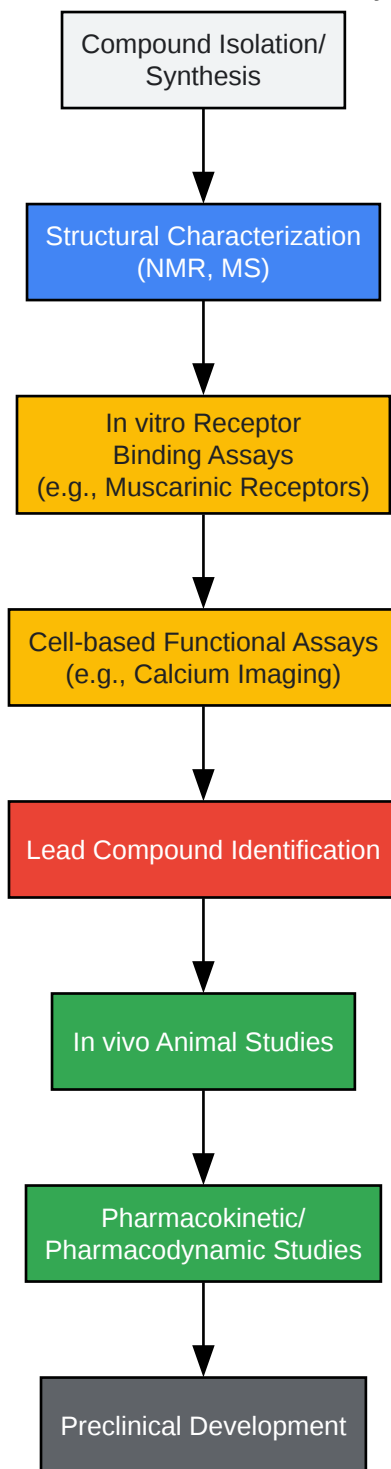 Compound Isolation/
Synthesis
Structural Characterization
(NMR, MS)
In vitro Receptor
Binding Assays
(e.g., Muscarinic Receptors)
Cell-based Functional Assays
(e.g., Calcium Imaging)
Lead Compound Identification
In vivo Animal Studies
Pharmacokinetic/
Pharmacodynamic Studies
Preclinical Development